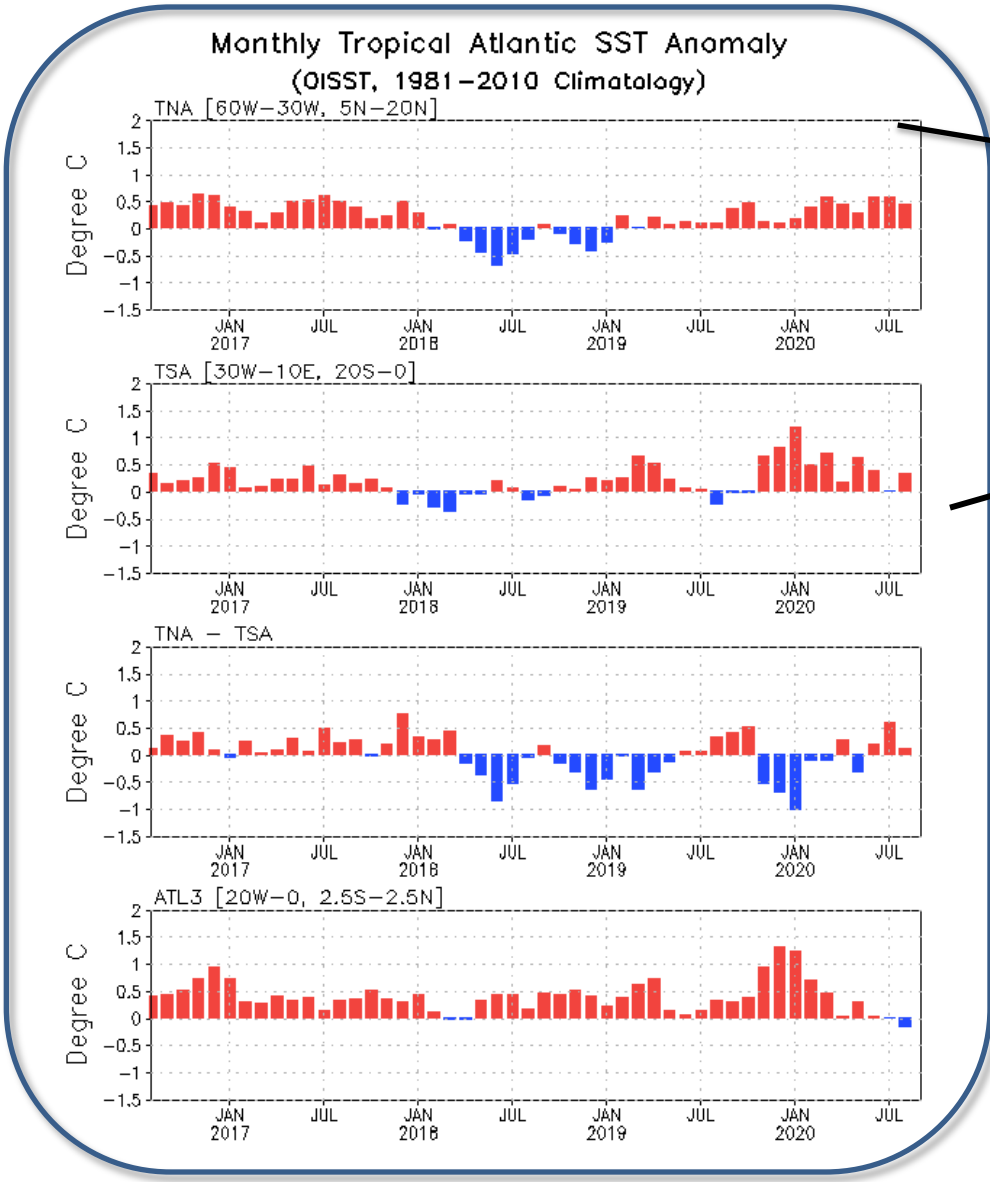 Monthly Tropical Atlantic SST Anomaly
(OISST, 1981-2010 Climatology)
TNA [60W-30W, 5N-20N]
Degree C
2
1.5
1
0.5
0
-0.5
-1
-1.5
JAN JUL JAN JUL JAN JUL JAN JUL
2017 2018 2019 2020
TSA [30W-10E, 20S-0]
Degree C
2
1.5
1
0.5
0
-0.5
-1
-1.5
JAN JUL JAN JUL JAN JUL JAN JUL
2017 2018 2019 2020
TNA - TSA
Degree C
2
1.5
1
0.5
0
-0.5
-1
-1.5
JAN JUL JAN JUL JAN JUL JAN JUL
2017 2018 2019 2020
ATL3 [20W-0, 2.5S-2.5N]
Degree C
2
1.5
1
0.5
0
-0.5
-1
-1.5
JAN JUL JAN JUL JAN JUL JAN JUL
2017 2018 2019 2020